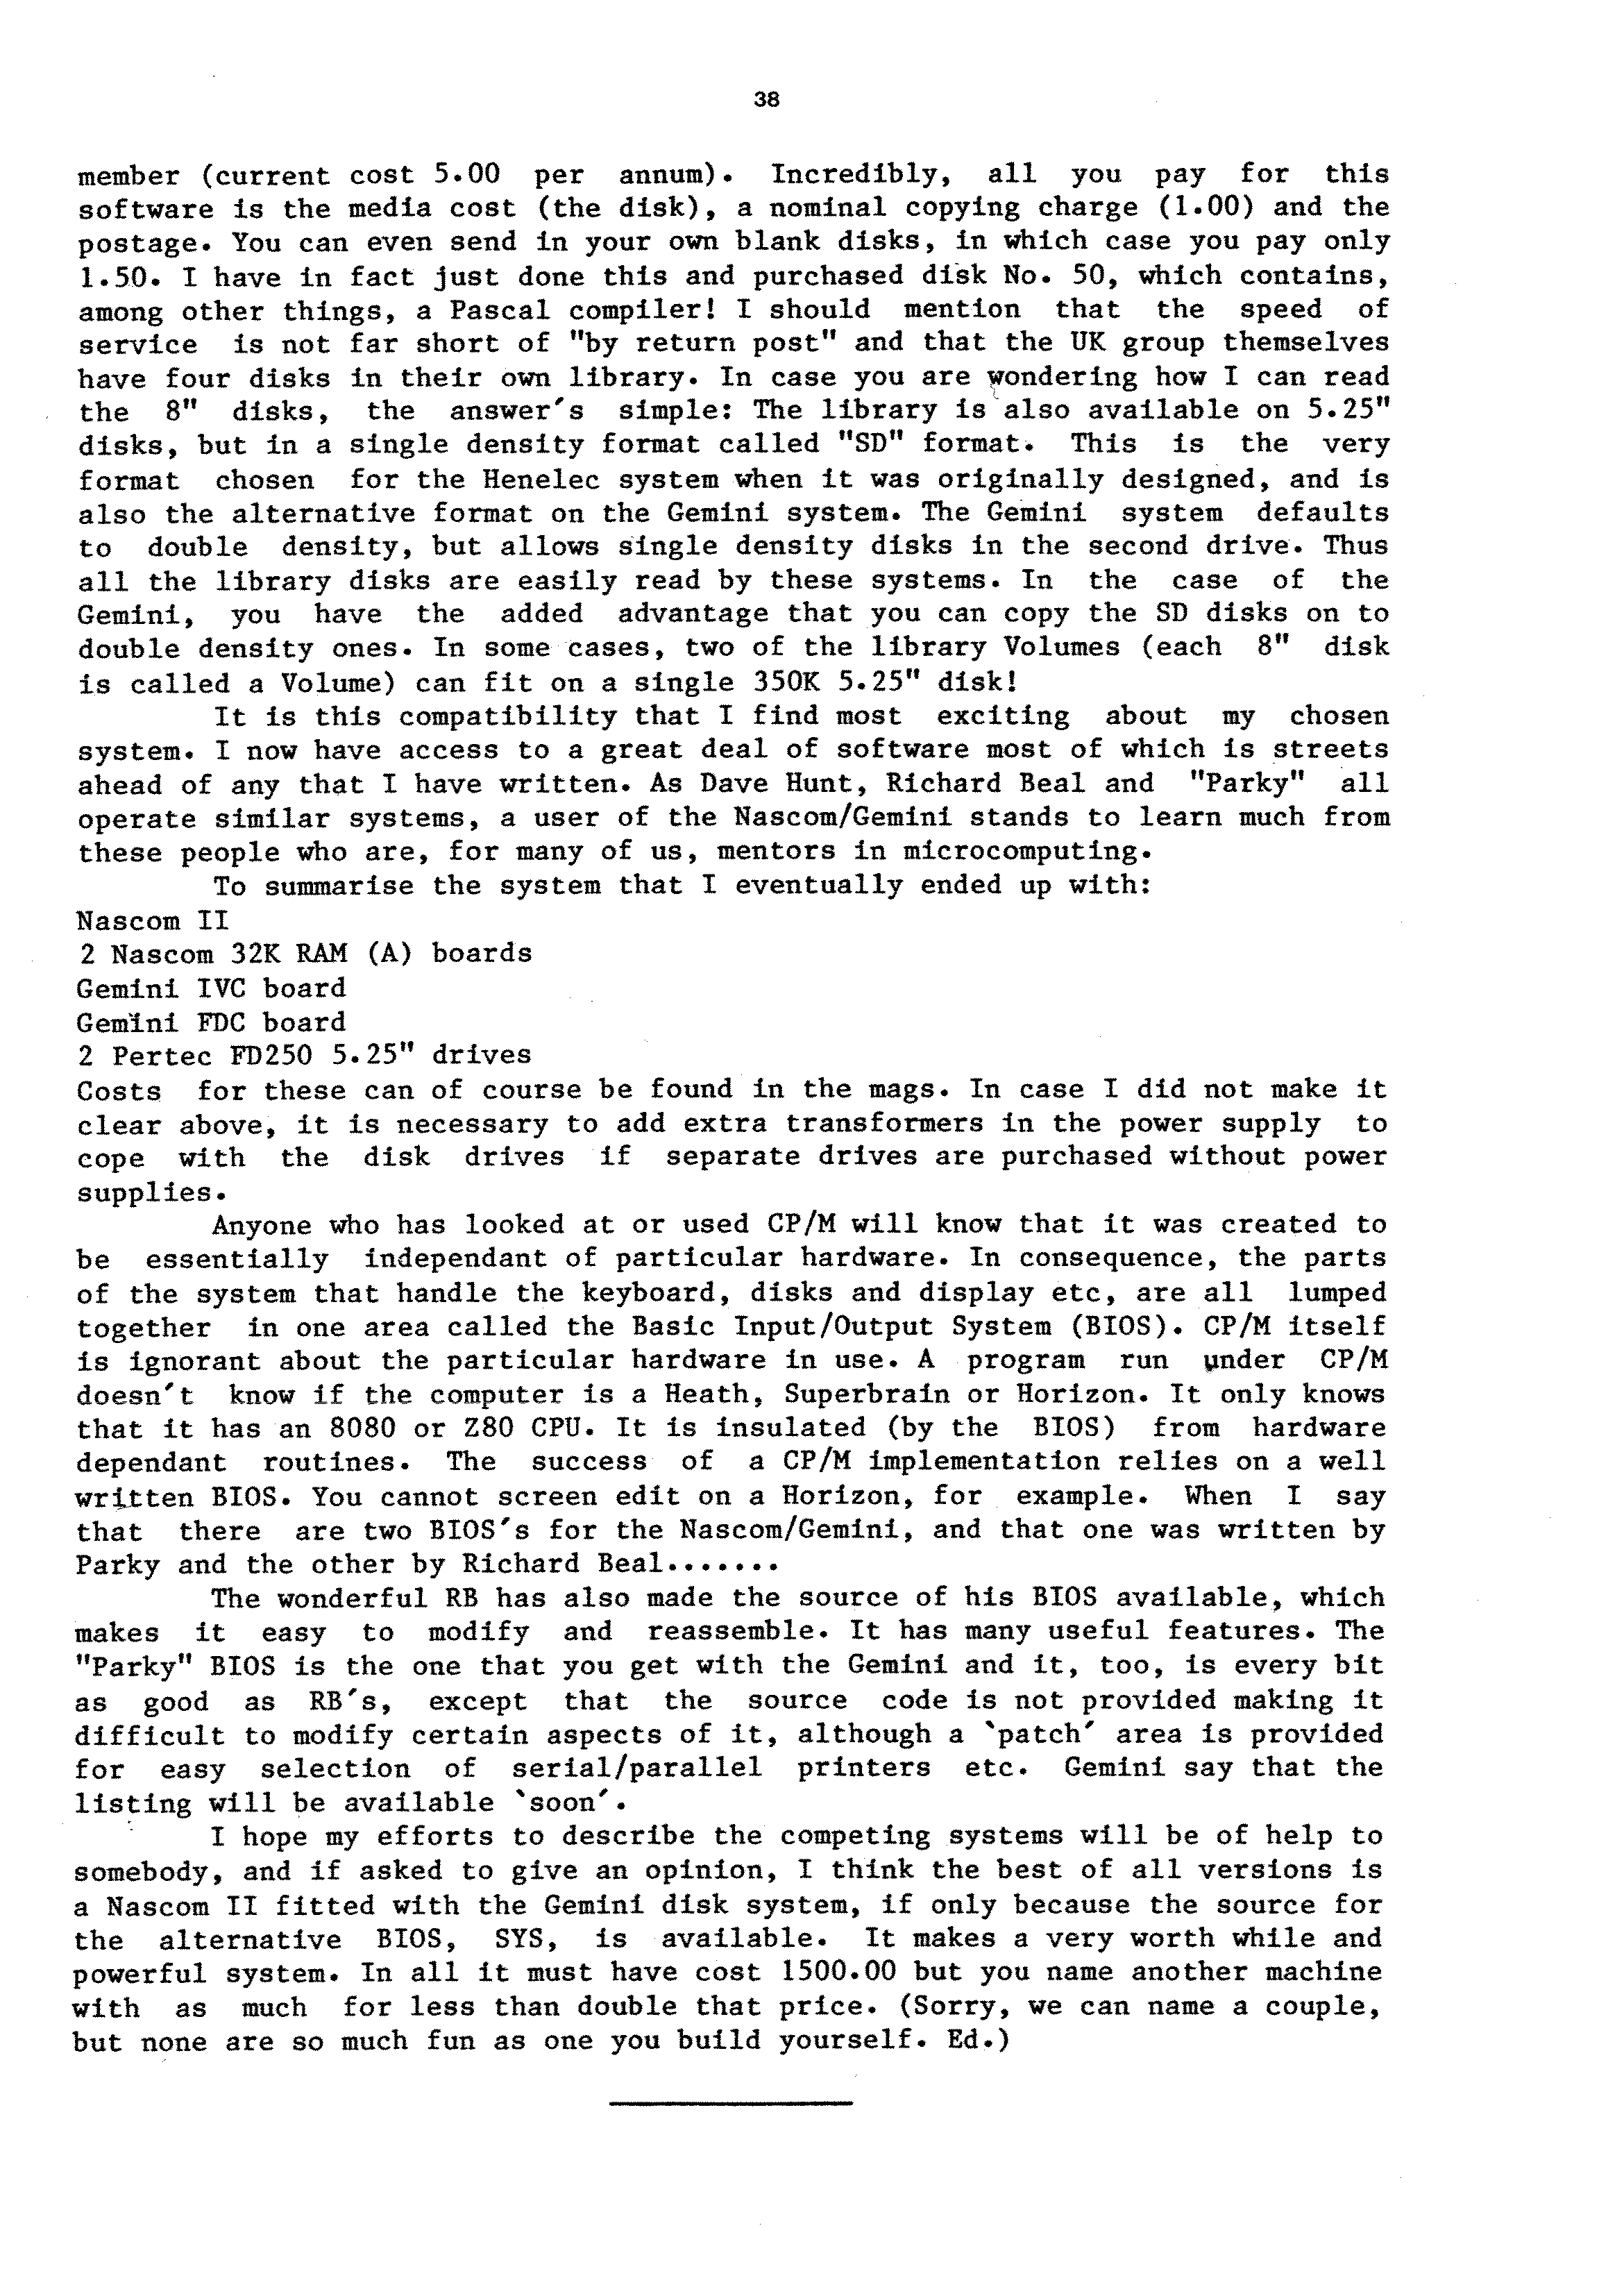 38
member (current cost 5.00 per annum). Incredibly, all you pay for this
software is the media cost (the disk), a nominal copying charge (1.00) and the
postage. You can even send in your own blank disks, in which case you pay only
1.50. I have in fact just done this and purchased disk No. 50, which contains,
among other things, a Pascal compiler! I should mention that the speed of
service is not far short of "by return post" and that the UK group themselves
have four disks in their own library. In case you are wondering how I can read
the 8" disks, the answer's simple: The library is also available on 5.25"
disks, but in a single density format called "SD" format. This is the very
format chosen for the Henelec system when it was originally designed, and is
also the alternative format on the Gemini system. The Gemini system defaults
to double density, but allows single density disks in the second drive. Thus
all the library disks are easily read by these systems. In the case of the
Gemini, you have the added advantage that you can copy the SD disks on to
double density ones. In some cases, two of the library Volumes (each 8" disk
is called a Volume) can fit on a single 350K 5.25" disk!
It is this compatibility that I find most exciting about my chosen
system. I now have access to a great deal of software most of which is streets
ahead of any that I have written. As Dave Hunt, Richard Beal and "Parky" all
operate similar systems, a user of the Nascom/Gemini stands to learn much from
these people who are, for many of us, mentors in microcomputing.
To summarise the system that I eventually ended up with:
Nascom II
2 Nascom 32K RAM (A) boards
Gemini IVC board
Gemini FDC board
2 Pertec FD250 5.25" drives
Costs for these can of course be found in the mags. In case I did not make it
clear above, it is necessary to add extra transformers in the power supply to
cope with the disk drives if separate drives are purchased without power
supplies.
Anyone who has looked at or used CP/M will know that it was created to
be essentially independant of particular hardware. In consequence, the parts
of the system that handle the keyboard, disks and display etc, are all lumped
together in one area called the Basic Input/Output System (BIOS). CP/M itself
is ignorant about the particular hardware in use. A program run under CP/M
doesn't know if the computer is a Heath, Superbrain or Horizon. It only knows
that it has an 8080 or Z80 CPU. It is insulated (by the BIOS) from hardware
dependant routines. The success of a CP/M implementation relies on a well
written BIOS. You cannot screen edit on a Horizon, for example. When I say
that there are two BIOS's for the Nascom/Gemini, and that one was written by
Parky and the other by Richard Beal.......
The wonderful RB has also made the source of his BIOS available, which
makes it easy to modify and reassemble. It has many useful features. The
"Parky" BIOS is the one that you get with the Gemini and it, too, is every bit
as good as RB's, except that the source code is not provided making it
difficult to modify certain aspects of it, although a `patch' area is provided
for easy selection of serial/parallel printers etc. Gemini say that the
listing will be available `soon'.
I hope my efforts to describe the competing systems will be of help to
somebody, and if asked to give an opinion, I think the best of all versions is
a Nascom II fitted with the Gemini disk system, if only because the source for
the alternative BIOS, SYS, is available. It makes a very worth while and
powerful system. In all it must have cost 1500.00 but you name another machine
with as much for less than double that price. (Sorry, we can name a couple,
but none are so much fun as one you build yourself. Ed.)